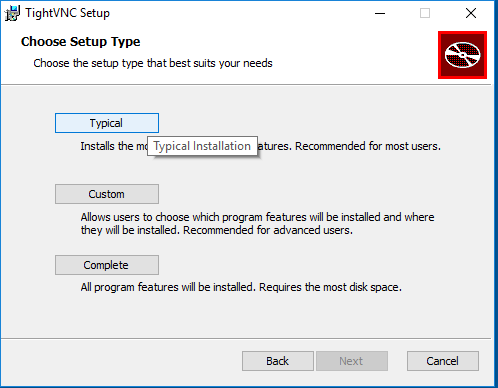 TightVNC Setup
Choose Setup Type
Choose the setup type that best suits your needs
Typical
Installs the atures. Recommended for most users.
Typical Installation
Custom
Allows users to choose which program features will be installed and where
they will be installed. Recommended for advanced users.
Complete
All program features will be installed. Requires the most disk space.
Back
Next
Cancel